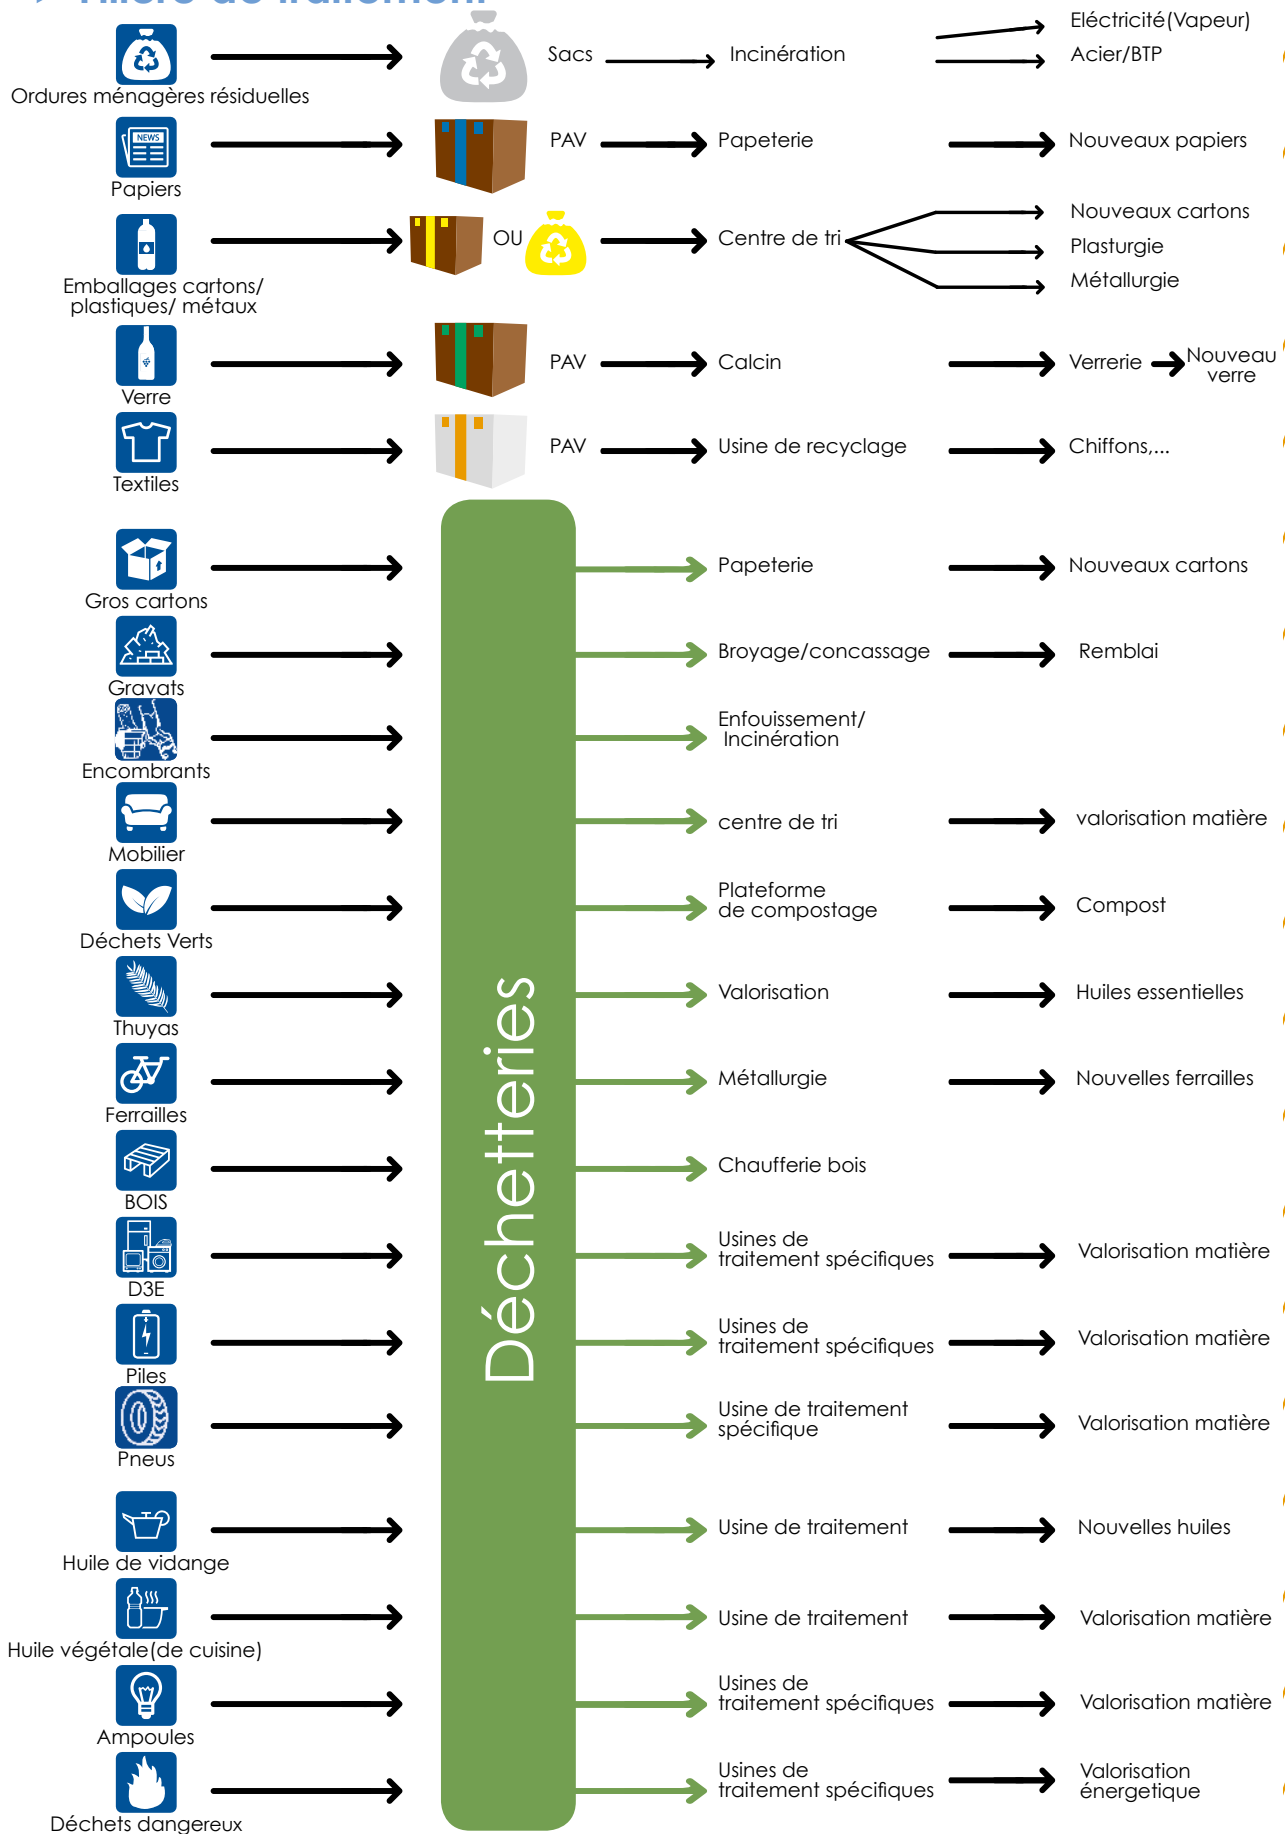 Filière de traitement
Eléctricité(Vapeur)
Sacs
Incinération
Acier/BTP
Ordures ménagères résiduelles
NEWS
PAV
Papeterie
Nouveaux papiers
Papiers
Nouveaux cartons
OU
Centre de tri
Plasturgie
Métallurgie
Emballages cartons/
plastiques/ métaux
PAV
Calcin
Verrerie
Nouveau
verre
Verre
PAV
Usine de recyclage
Chiffons,...
Textiles
Déchetteries
Papeterie
Nouveaux cartons
Gros cartons
Broyage/concassage
Remblai
Gravats
Enfouissement/
Incinération
Encombrants
centre de tri
valorisation matière
Mobilier
Plateforme
de compostage
Compost
Déchets Verts
Valorisation
Huiles essentielles
Thuyas
Métallurgie
Nouvelles ferrailles
Ferrailles
Chaufferie bois
BOIS
Usines de
traitement spécifiques
Valorisation matière
D3E
Usines de
traitement spécifiques
Valorisation matière
Piles
Usine de traitement
spécifique
Valorisation matière
Pneus
Usine de traitement
Nouvelles huiles
Huile de vidange
Usine de traitement
Valorisation matière
Huile végétale(de cuisine)
Usines de
traitement spécifiques
Valorisation matière
Ampoules
Usines de
traitement spécifiques
Valorisation
énergetique
Déchets dangereux